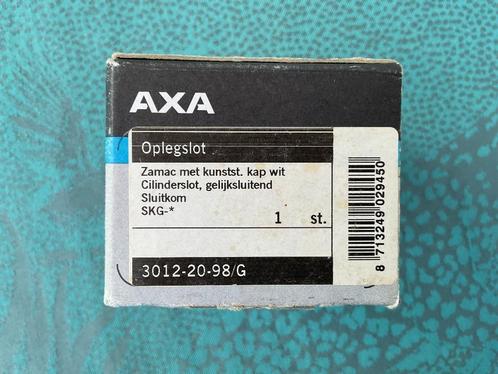 AXA
Oplegslot
Zamac met kunstst. kap wit
Cilinderslot, gelijksluitend
Sluitkom
SKG-*
1 st.
3012-20-98/G
8 713249 029450